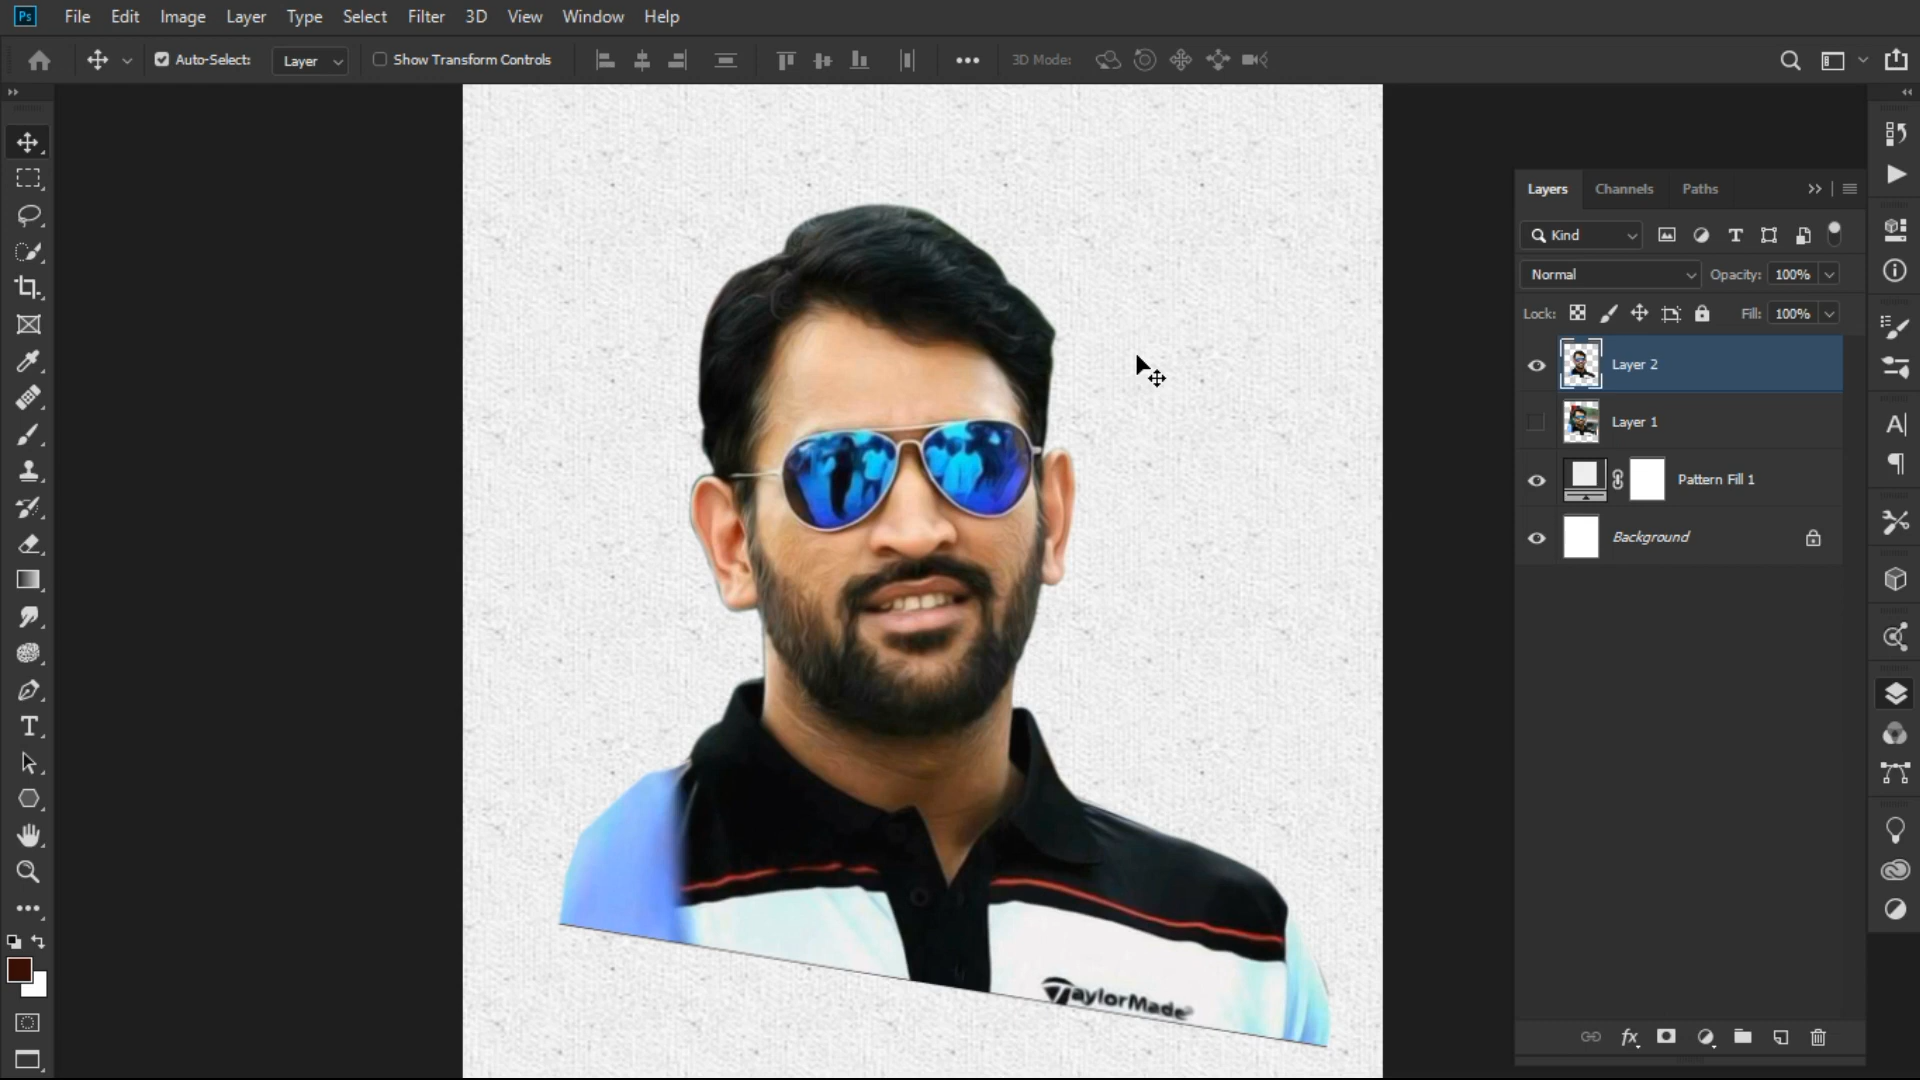 Ps File Edit Image Layer Type Select Filter 3D View Window Help
Auto-Select: Layer Show Transform Controls 3D Mode:
Layers Channels Paths
Kind
Normal Opacity: 100%
Lock: Fill: 100%
Layer 2
Layer 1
Pattern Fill 1
Background
TaylorMade